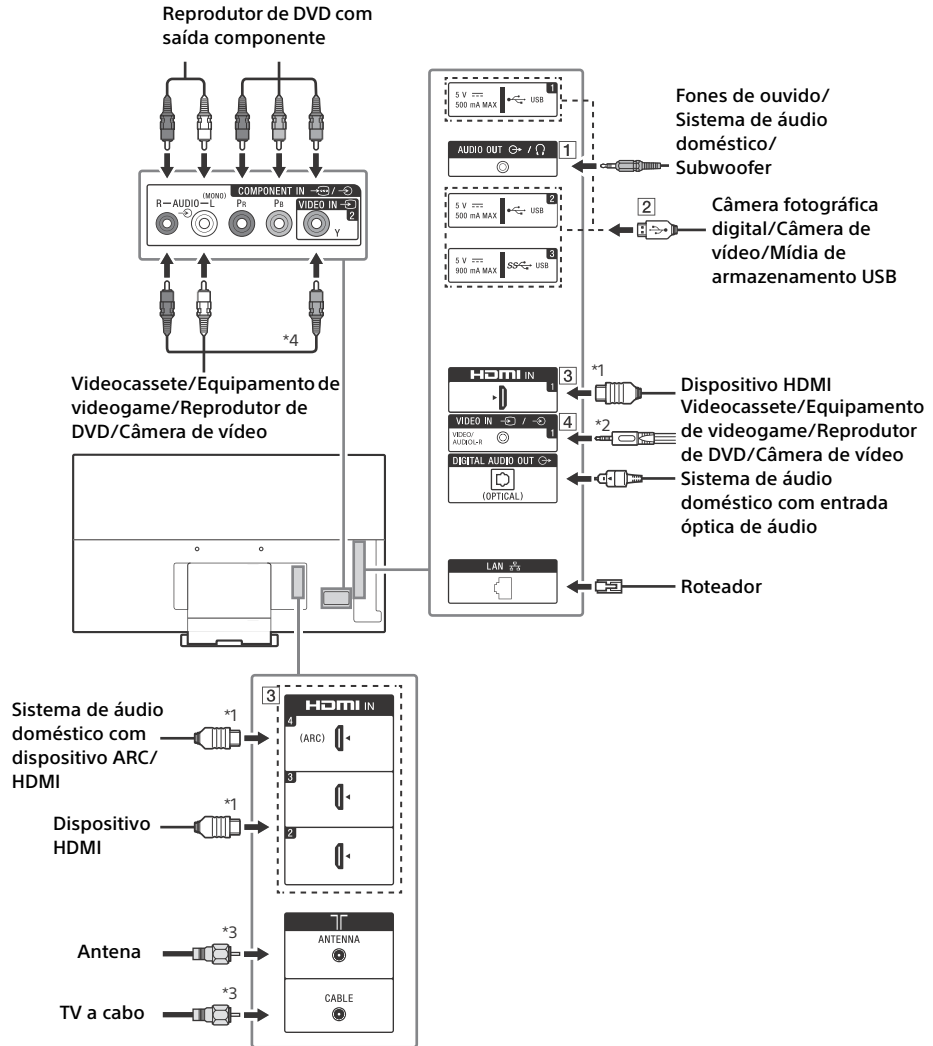 Reprodutor de DVD com
saída componente
COMPONENT IN
(MONO)
R—AUDIO—L
PR
PB
VIDEO IN
2
Y
*4
Videocassete/Equipamento de
videogame/Reprodutor de
DVD/Câmera de vídeo
1
5 V
500 mA MAX
USB
AUDIO OUT /
1
Fones de ouvido/
Sistema de áudio
doméstico/
Subwoofer
2
5 V
500 mA MAX
USB
3
5 V
900 mA MAX
SS
USB
2
Câmera fotográfica
digital/Câmera de
vídeo/Mídia de
armazenamento USB
HDMI IN
1
3
*1
Dispositivo HDMI
VIDEO IN /
1
VIDEO/
AUDIOL-R
4
*2
Videocassete/Equipamento
de videogame/Reprodutor
de DVD/Câmera de vídeo
DIGITAL AUDIO OUT
(OPTICAL)
Sistema de áudio
doméstico com entrada
óptica de áudio
LAN
Roteador
3
HDMI IN
4
(ARC)
Sistema de áudio
doméstico com
dispositivo ARC/
HDMI
*1
3
Dispositivo
HDMI
*1
2
ANTENNA
Antena
*3
CABLE
TV a cabo
*3